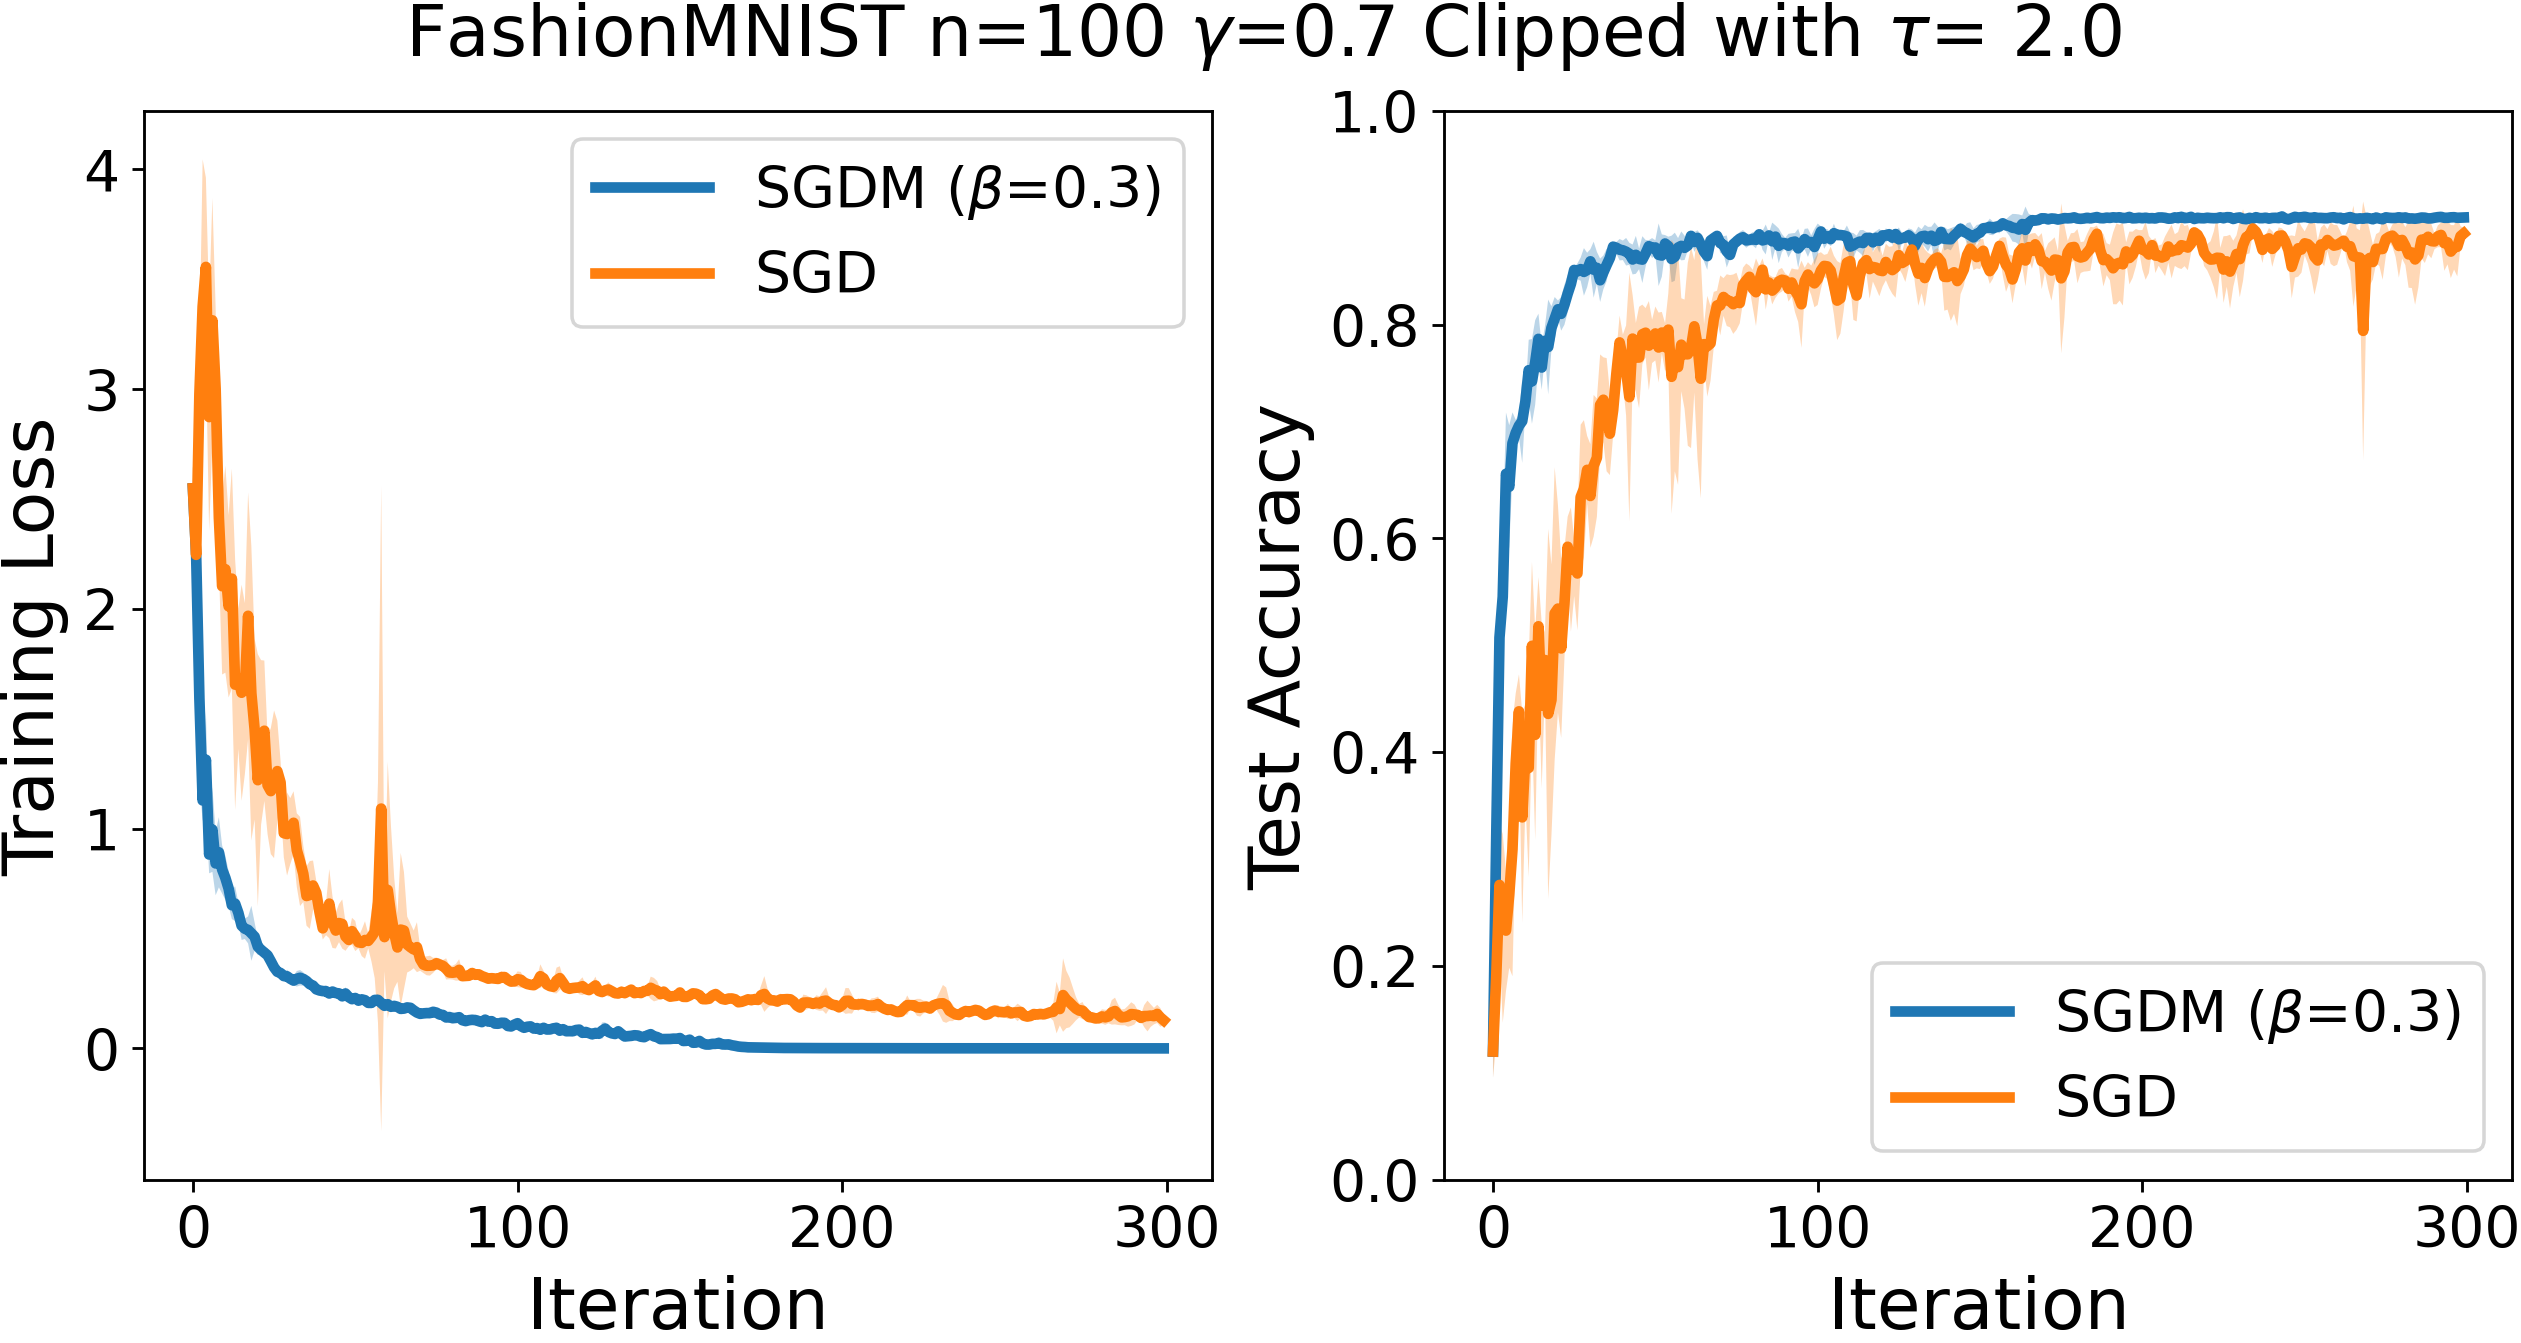 FashionMNIST n=100 γ=0.7 Clipped with τ= 2.0
Training Loss
4
3
2
1
0
SGDM (β=0.3)
SGD
0 100 200 300
Iteration
Test Accuracy
1.0
0.8
0.6
0.4
0.2
0.0
SGDM (β=0.3)
SGD
0 100 200 300
Iteration